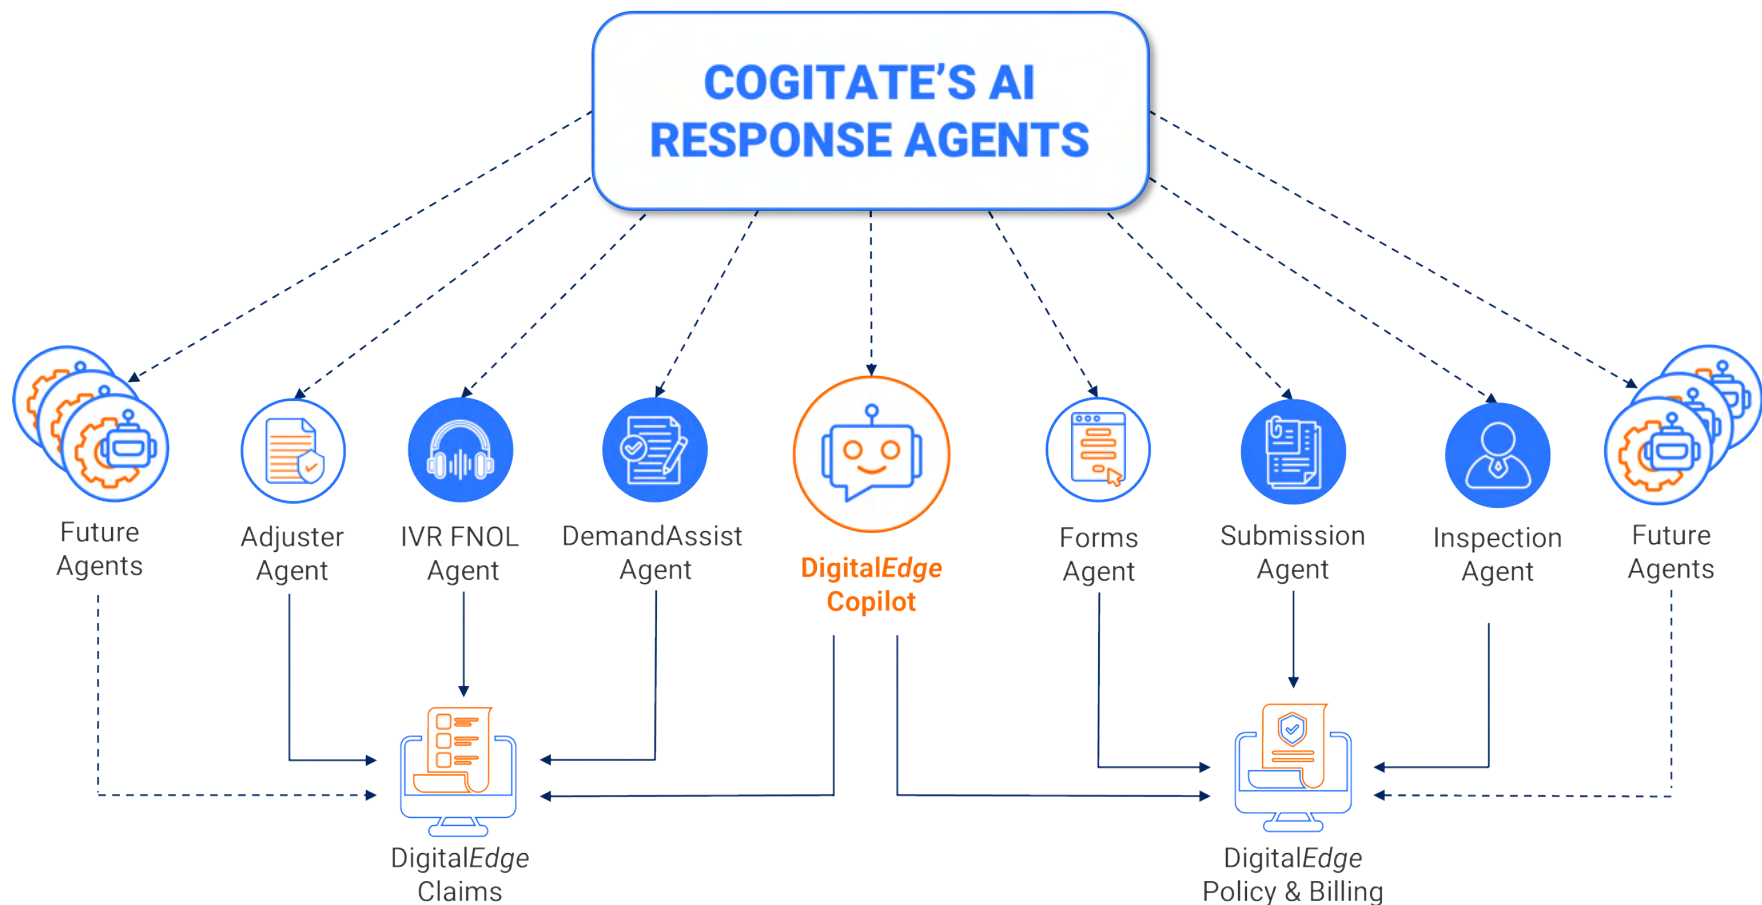 COGITATE'S AI
RESPONSE AGENTS
Future
Agents
Adjuster
Agent
IVR FNOL
Agent
DemandAssist
Agent
DigitalEdge
Copilot
Forms
Agent
Submission
Agent
Inspection
Agent
Future
Agents
DigitalEdge
Claims
DigitalEdge
Policy & Billing